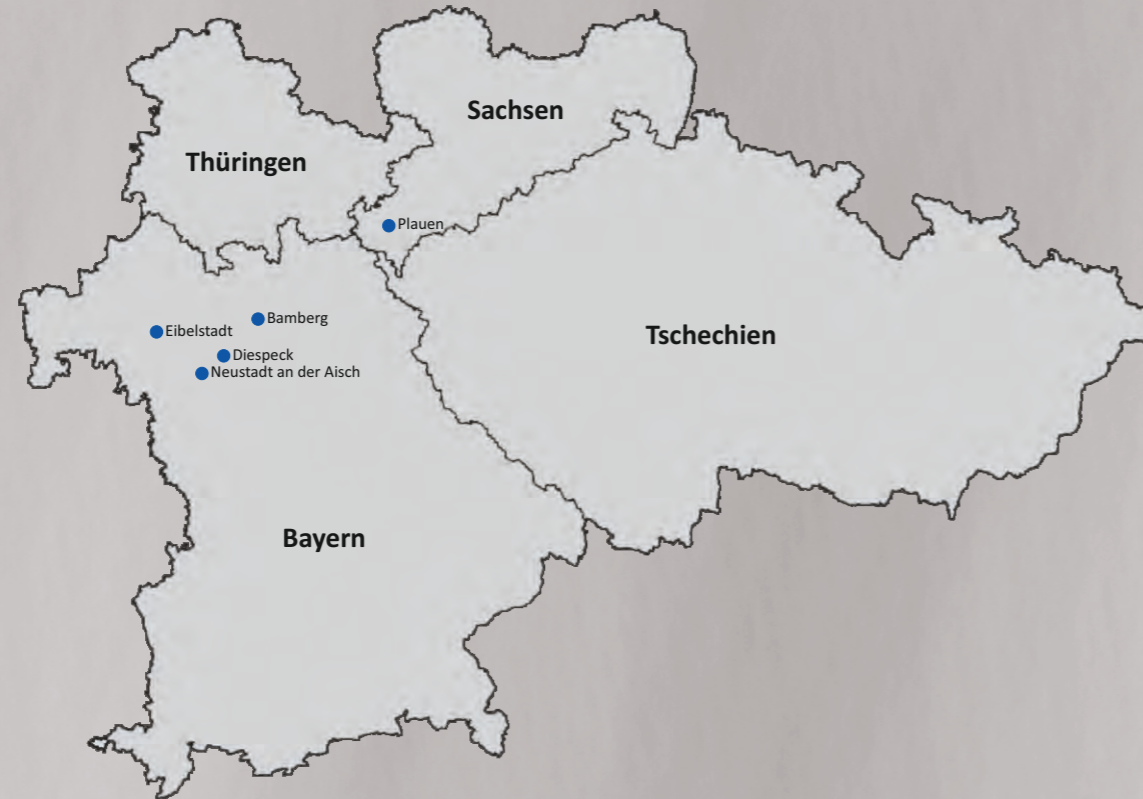 Sachsen
Thüringen
Plauen
Bamberg
Eibelstadt
Tschechien
Diespeck
Neustadt an der Aisch
Bayern